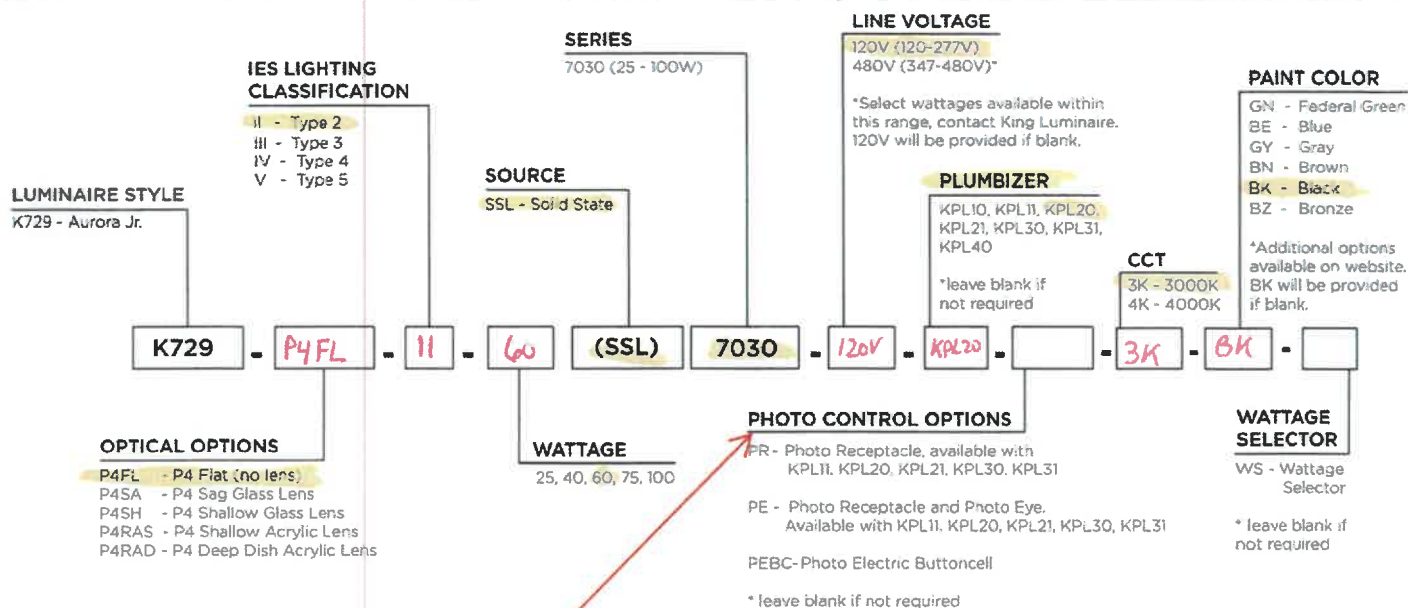 LINE VOLTAGE
120V (120-277V)
480V (347-480V)*
*Select wattages available within
this range, contact King Luminaire.
120V will be provided if blank.
SERIES
7030 (25 - 100W)
IES LIGHTING
CLASSIFICATION
II - Type 2
III - Type 3
IV - Type 4
V - Type 5
PAINT COLOR
GN - Federal Green
BE - Blue
GY - Gray
BN - Brown
BK - Black
BZ - Bronze
*Additional options
available on website.
BK will be provided
if blank.
SOURCE
SSL - Solid State
PLUMBIZER
KPL10, KPL11, KPL20,
KPL21, KPL30, KPL31,
KPL40
*leave blank if
not required
LUMINAIRE STYLE
K729 - Aurora Jr.
CCT
3K - 3000K
4K - 4000K
K729 - P4FL - II - 60 (SSL) 7030 - 120V - KPL20 - - 3K - BK -
OPTICAL OPTIONS
P4FL - P4 Flat (no lens)
P4SA - P4 Sag Glass Lens
P4SH - P4 Shallow Glass Lens
P4RAS - P4 Shallow Acrylic Lens
P4RAD - P4 Deep Dish Acrylic Lens
WATTAGE
25, 40, 60, 75, 100
PHOTO CONTROL OPTIONS
PR - Photo Receptacle, available with
KPL11, KPL20, KPL21, KPL30, KPL31
PE - Photo Receptacle and Photo Eye.
Available with KPL11, KPL20, KPL21, KPL30, KPL31
PEBC- Photo Electric Buttoncell
* leave blank if not required
WATTAGE
SELECTOR
WS - Wattage
Selector
* leave blank if
not required